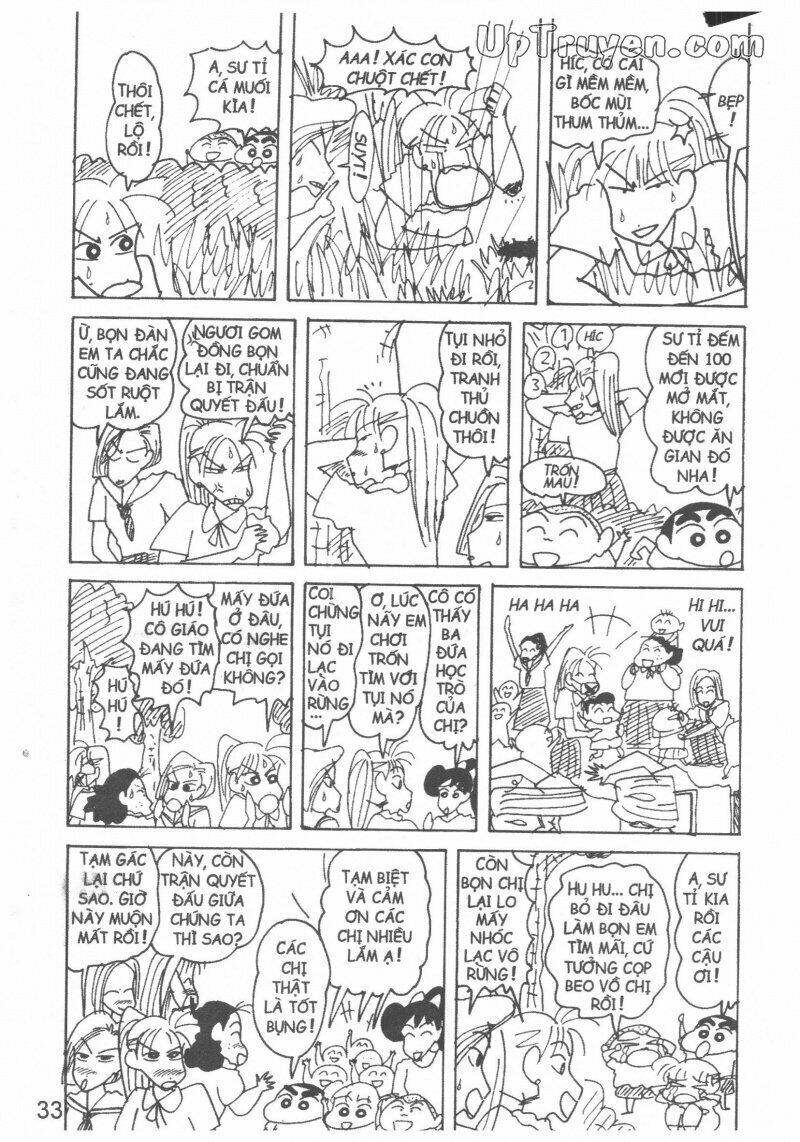 UpTruyen.com
HÍC, CÓ CÁI
GÌ MỀM MỀM,
BỐC MÙI
THUM THỦM...
BẸP
!
AAA! XÁC CON
CHUỘT CHẾT!
SUỴT!
A, SƯ TỈ
CÁ MUỐI
KÌA!
THÔI
CHẾT,
LỘ
RỒI!
SƯ TỈ ĐẾM
ĐẾN 100
MỚI ĐƯỢC
MỞ MẮT,
KHÔNG
ĐƯỢC ĂN
GIAN ĐÓ
NHA!
1
HÍC
2
3
TRỐN
MAU!
TỤI NHỎ
ĐI RỒI,
TRANH
THỦ
CHUỒN
THÔI!
NGƯƠI GOM
ĐỒNG BỌN
LẠI ĐI, CHUẨN
BỊ TRẬN
QUYẾT ĐẤU!
Ừ, BỌN ĐÀN
EM TA CHẮC
CŨNG ĐANG
SỐT RUỘT
LẮM.
HI HI...
VUI
QUÁ!
HA HA HA
CÔ CÓ
THẤY
BA
ĐỨA
HỌC
TRÒ
CỦA
CHỊ?
Ơ, LÚC
NÃY EM
CHƠI
TRỐN
TÌM VỚI
TỤI NÓ
MÀ?
COI
CHỪNG
TỤI
NÓ ĐI
LẠC
VÀO
RỪNG
...
MẤY ĐỨA
Ở ĐÂU,
CÓ NGHE
CHỊ GỌI
KHÔNG?
HÚ HÚ!
CÔ GIÁO
ĐANG TÌM
MẤY ĐỨA
ĐÓ!
HÚ
HÚ
!
A, SƯ
TỈ KIA
RỒI
CÁC
CẬU
ƠI!
HU HU... CHỊ
BỎ ĐI ĐÂU
LÀM BỌN EM
TÌM MÃI, CỨ
TƯỞNG CỌP
BEO VỒ CHỊ
RỒI!
CÒN
BỌN CHỊ
LẠI LO
MẤY
NHÓC
LẠC VÔ
RỪNG!
TẠM BIỆT
VÀ CẢM
ƠN CÁC
CHỊ NHIỀU
LẮM Ạ!
CÁC
CHỊ
THẬT
LÀ TỐT
BỤNG!
NÀY, CÒN
TRẬN QUYẾT
ĐẤU GIỮA
CHÚNG TA
THÌ SAO?
TẠM GÁC
LẠI CHỨ
SAO. GIỜ
NÀY MUỘN
MẤT RỒI!
33